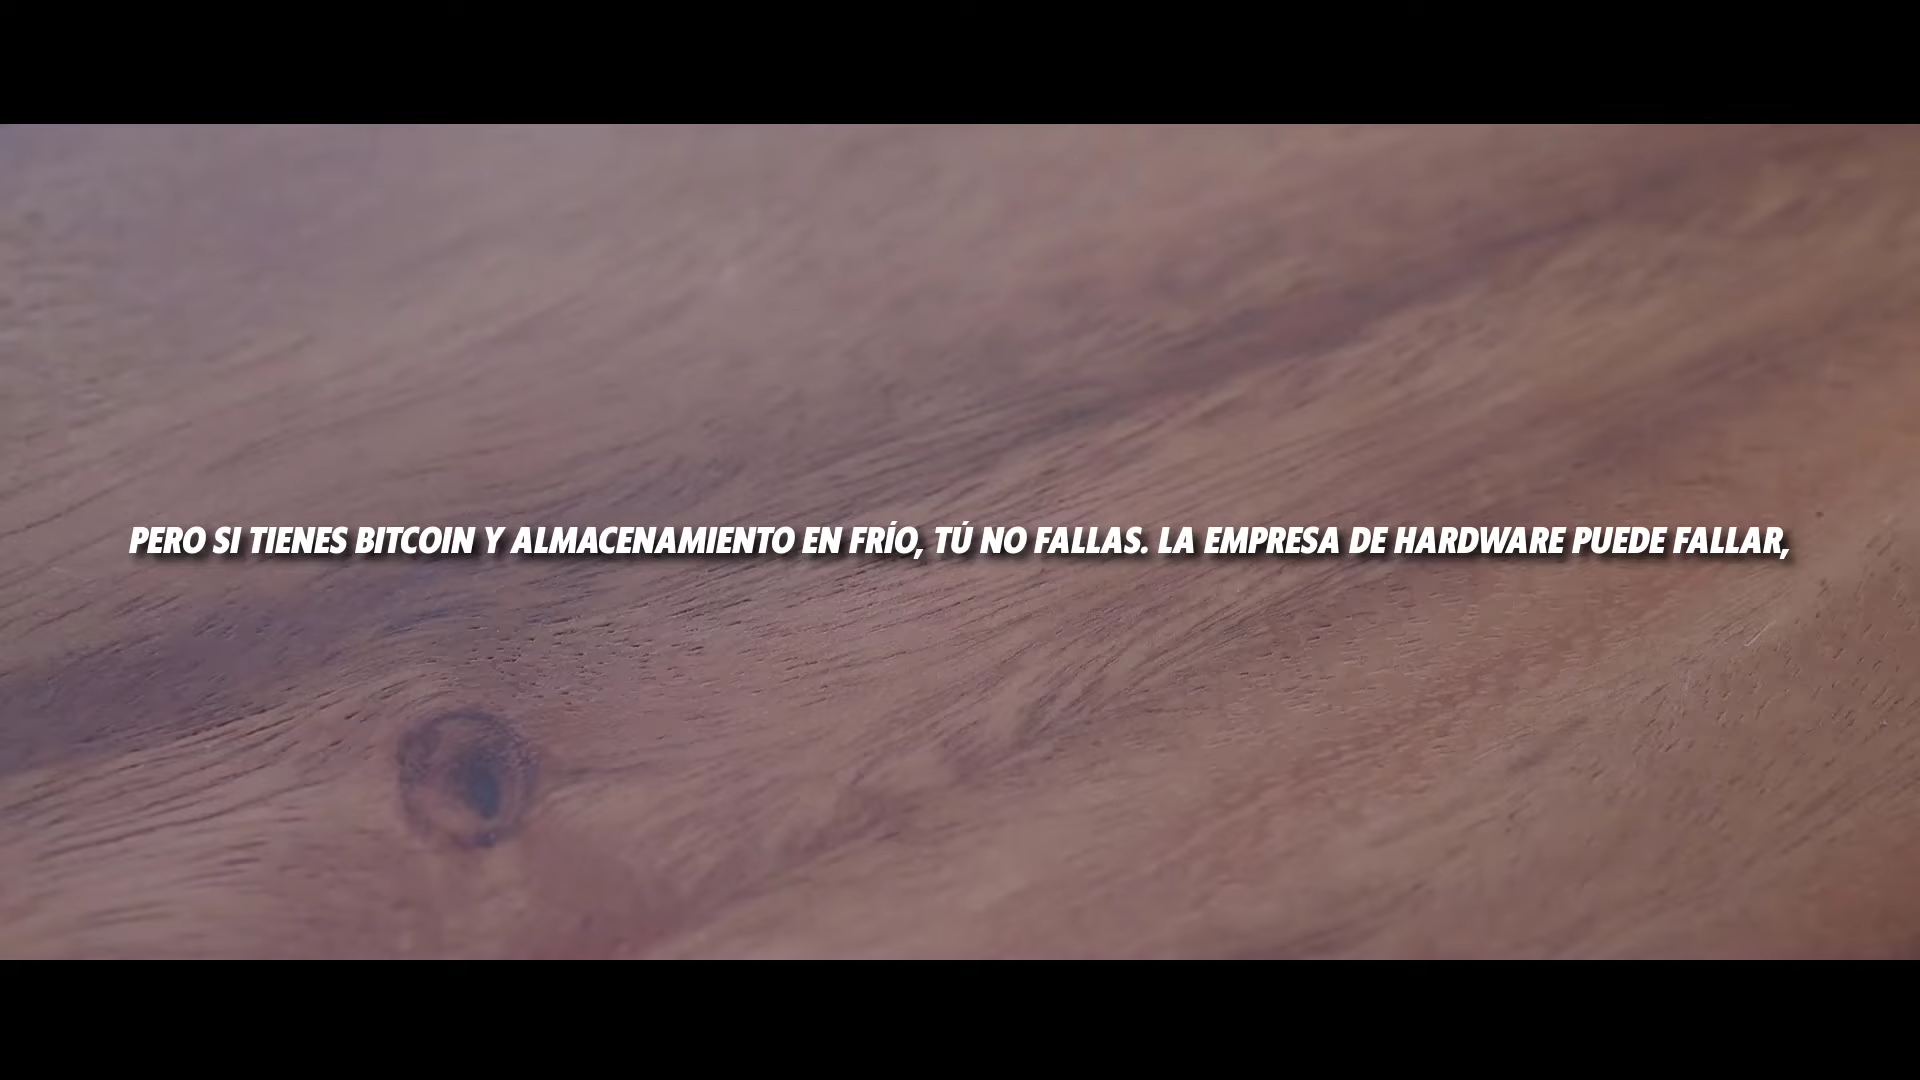 PERO SI TIENES BITCOIN Y ALMACENAMIENTO EN FRÍO, TÚ NO FALLAS. LA EMPRESA DE HARDWARE PUEDE FALLAR,